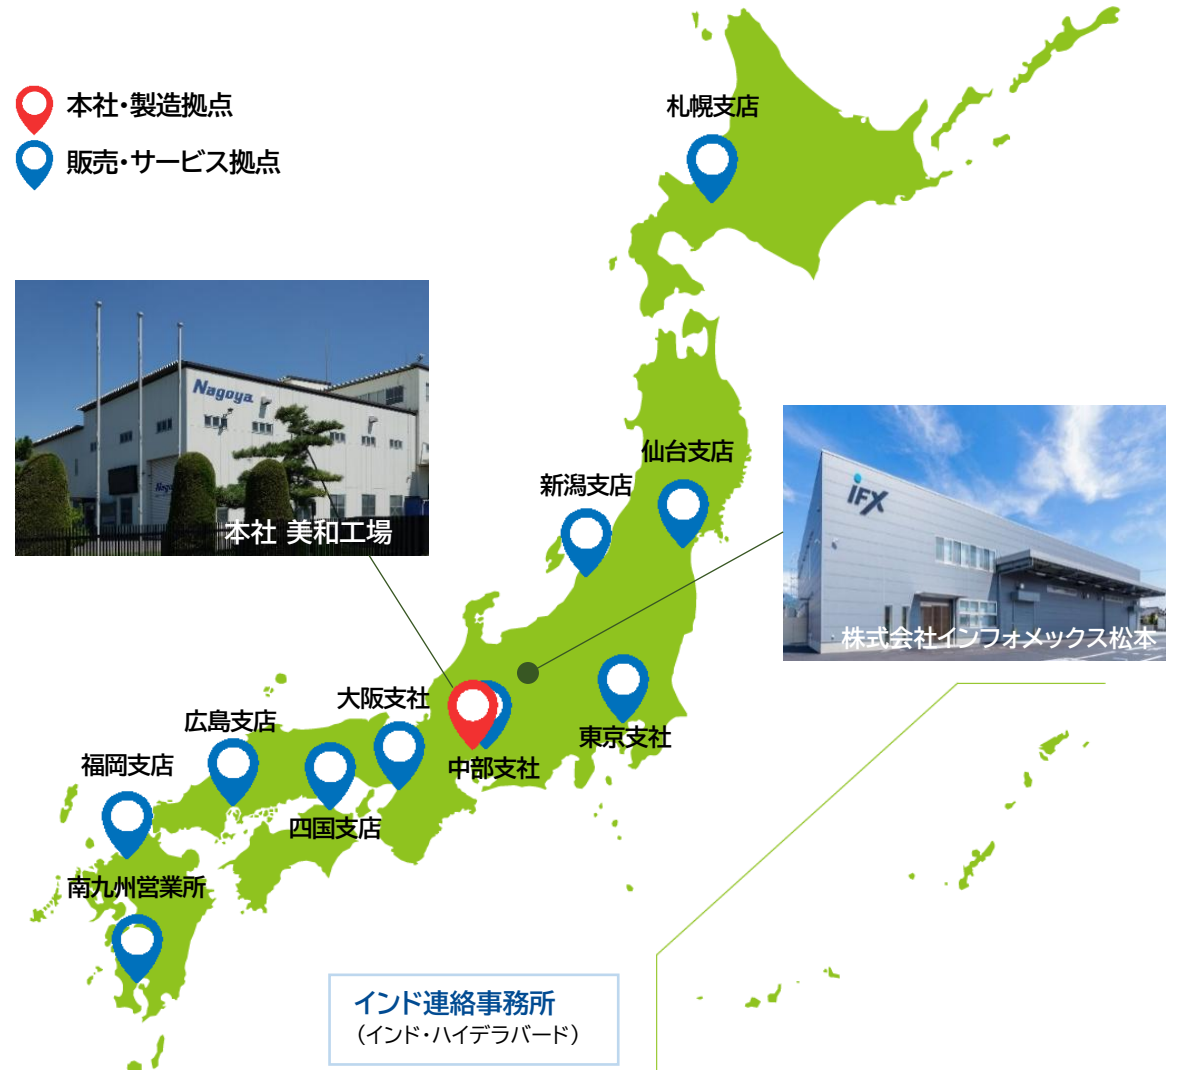 本社・製造拠点
販売・サービス拠点
札幌支店
Nagoya
本社 美和工場
仙台支店
新潟支店
iFX
株式会社インフォメックス松本
大阪支社
広島支店
東京支社
福岡支店
中部支社
四国支店
南九州営業所
インド連絡事務所
（インド・ハイデラバード）